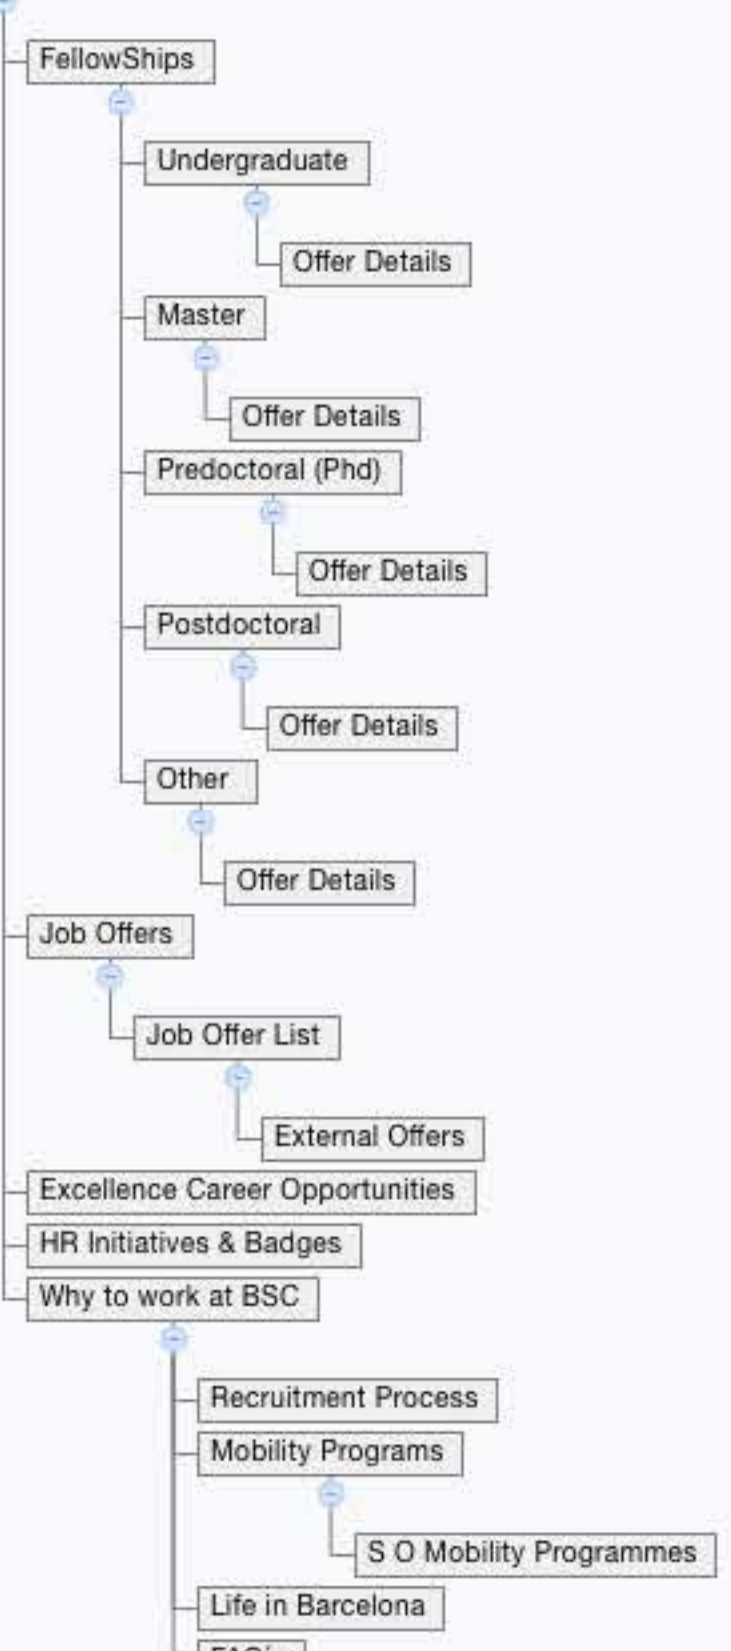 FellowShips
Undergraduate
Offer Details
Master
Offer Details
Predoctoral (Phd)
Offer Details
Postdoctoral
Offer Details
Other
Offer Details
Job Offers
Job Offer List
External Offers
Excellence Career Opportunities
HR Initiatives & Badges
Why to work at BSC
Recruitment Process
Mobility Programs
S O Mobility Programmes
Life in Barcelona